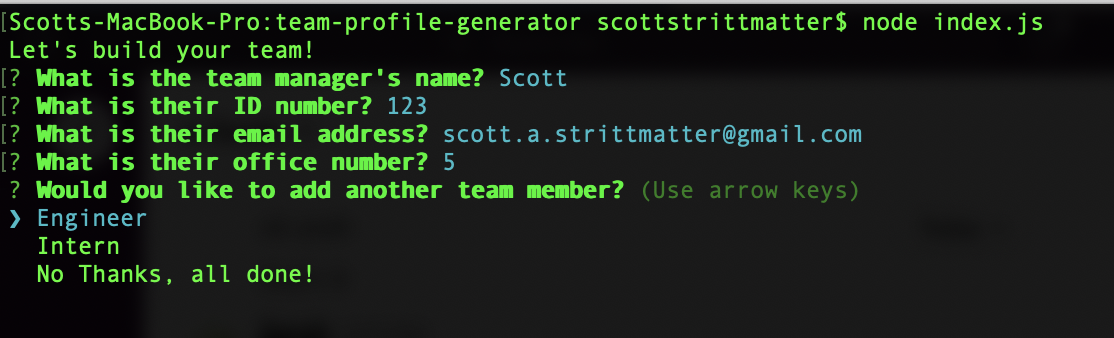 [Scotts-MacBook-Pro:team-profile-generator scottstrittmatter$ node index.js
Let's build your team!
[? What is the team manager's name? Scott
[? What is their ID number? 123
[? What is their email address? scott.a.strittmatter@gmail.com
[? What is their office number? 5
? Would you like to add another team member? (Use arrow keys)
❯ Engineer
Intern
No Thanks, all done!